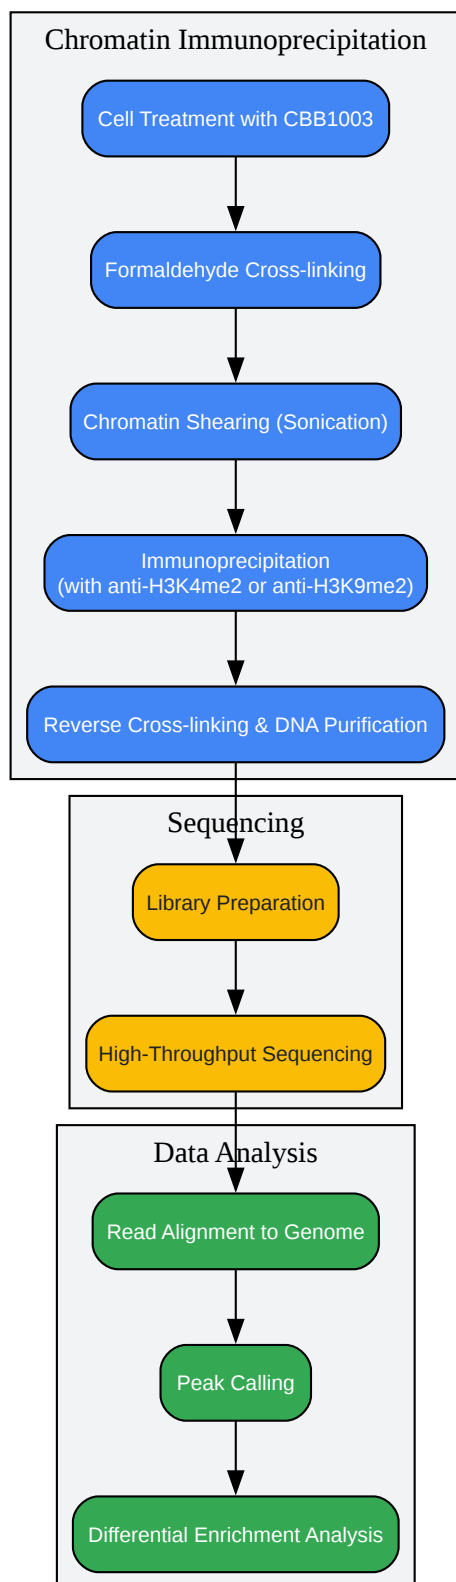 Chromatin Immunoprecipitation
Cell Treatment with CBB1003
Formaldehyde Cross-linking
Chromatin Shearing (Sonication)
Immunoprecipitation
(with anti-H3K4me2 or anti-H3K9me2)
Reverse Cross-linking & DNA Purification
Sequencing
Library Preparation
High-Throughput Sequencing
Data Analysis
Read Alignment to Genome
Peak Calling
Differential Enrichment Analysis